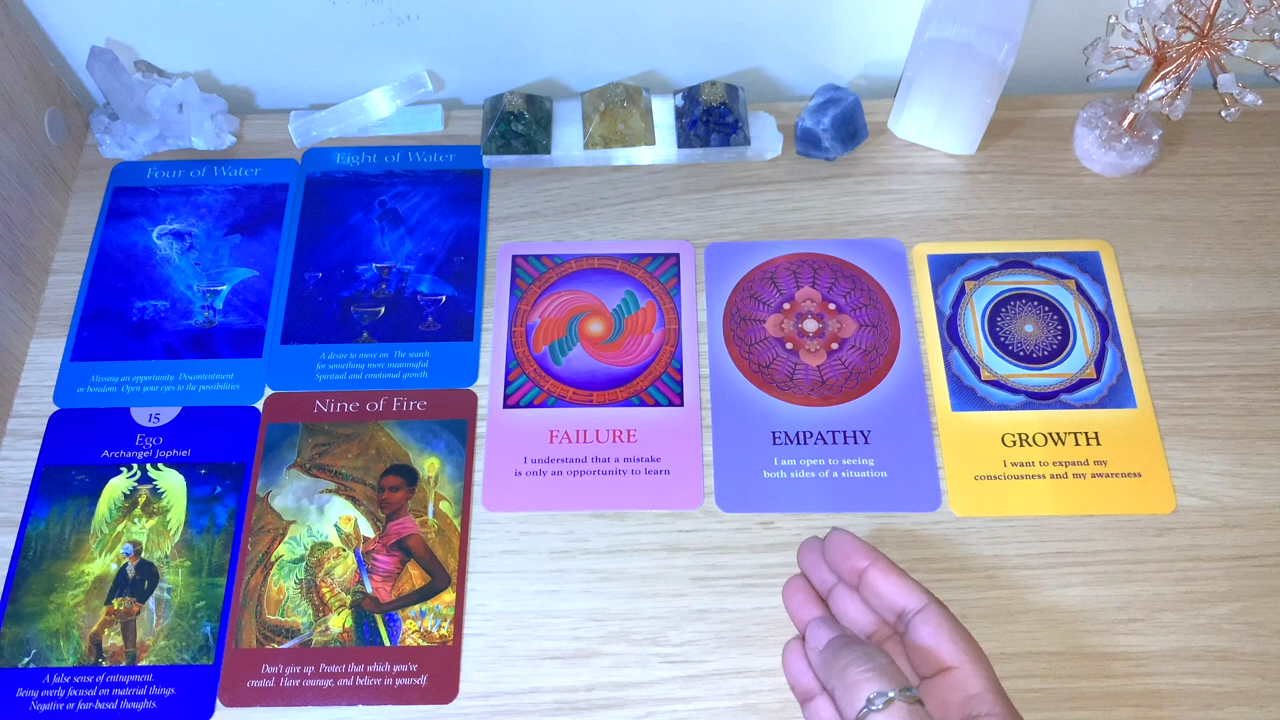 Four of Water
Missing an opportunity. Discontentment
or boredom. Open your eyes to the possibilities
Eight of Water
A desire to move on. The search
for something more meaningful.
Spiritual and emotional growth.
15
Ego
Archangel Jophiel
A false sense of entrapment.
Being overly focused on material things.
Negative or fear-based thoughts.
Nine of Fire
Don't give up. Protect that which you've
created. Have courage, and believe in yourself.
FAILURE
I understand that a mistake
is only an opportunity to learn
EMPATHY
I am open to seeing
both sides of a situation
GROWTH
I want to expand my
consciousness and my awareness